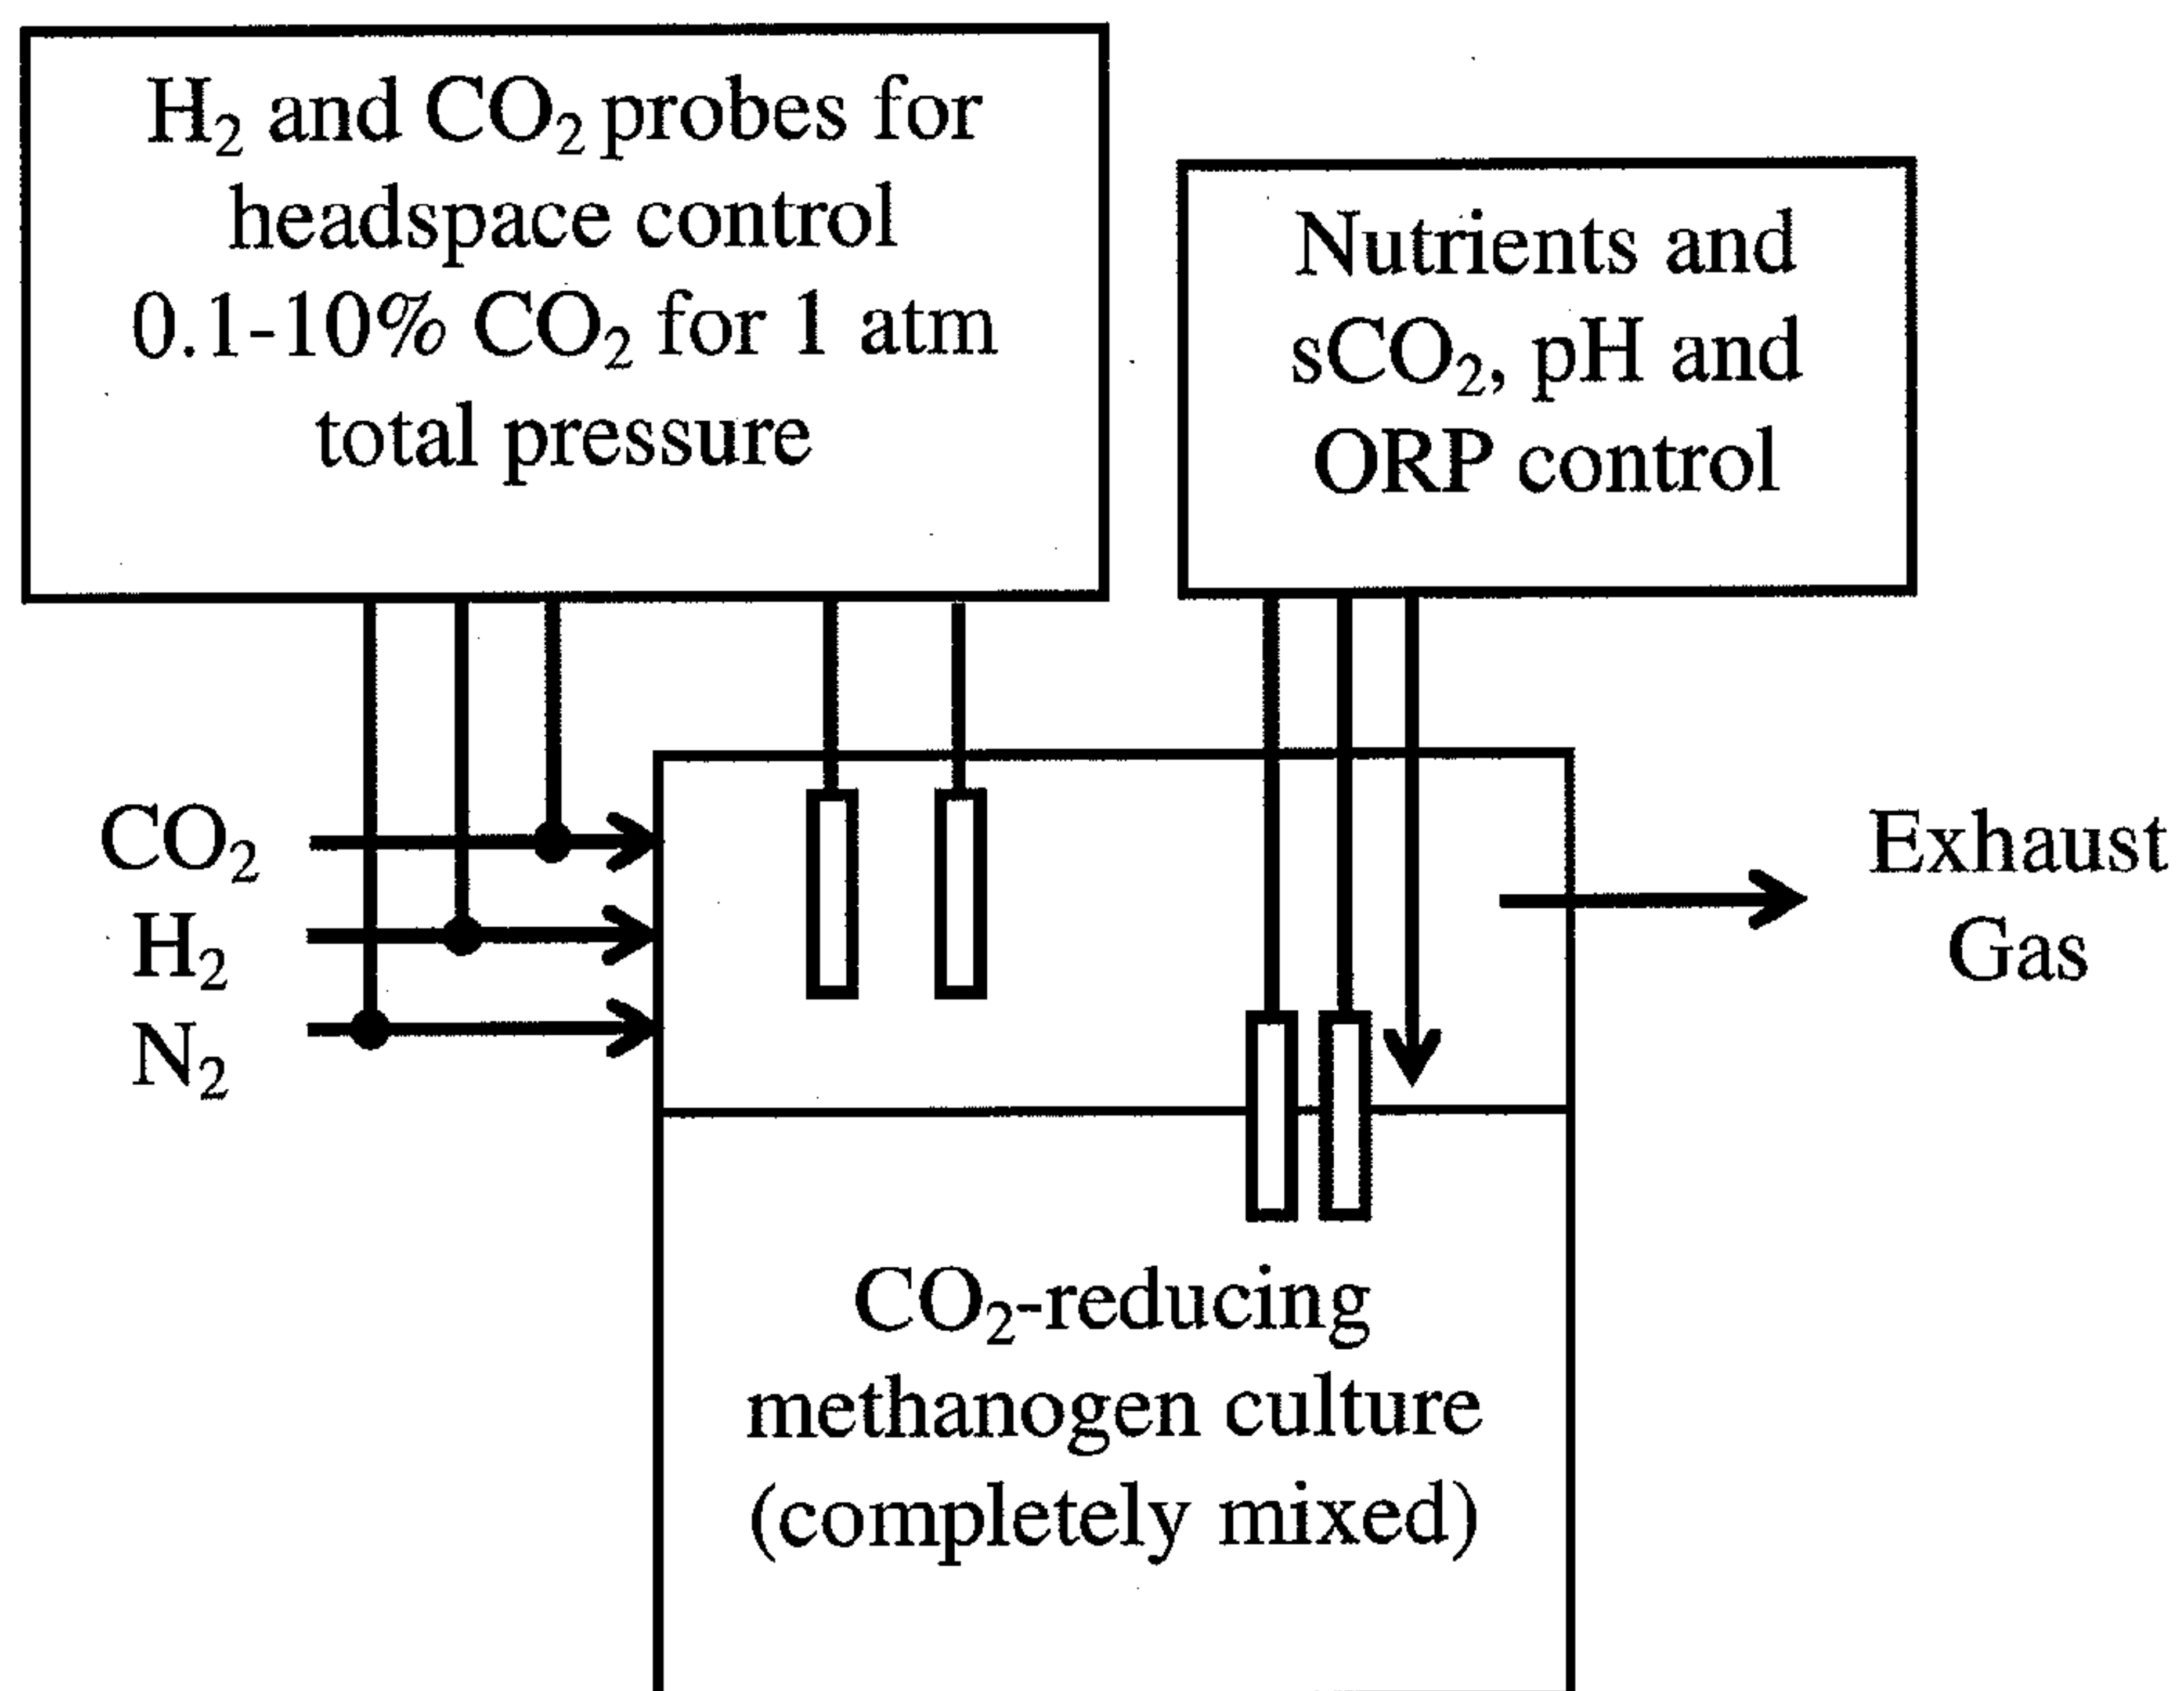 H₂ and CO₂ probes for
headspace control
0.1-10% CO₂ for 1 atm
total pressure
Nutrients and
sCO₂, pH and
ORP control
CO₂
H₂
N₂
Exhaust
Gas
CO₂-reducing
methanogen culture
(completely mixed)